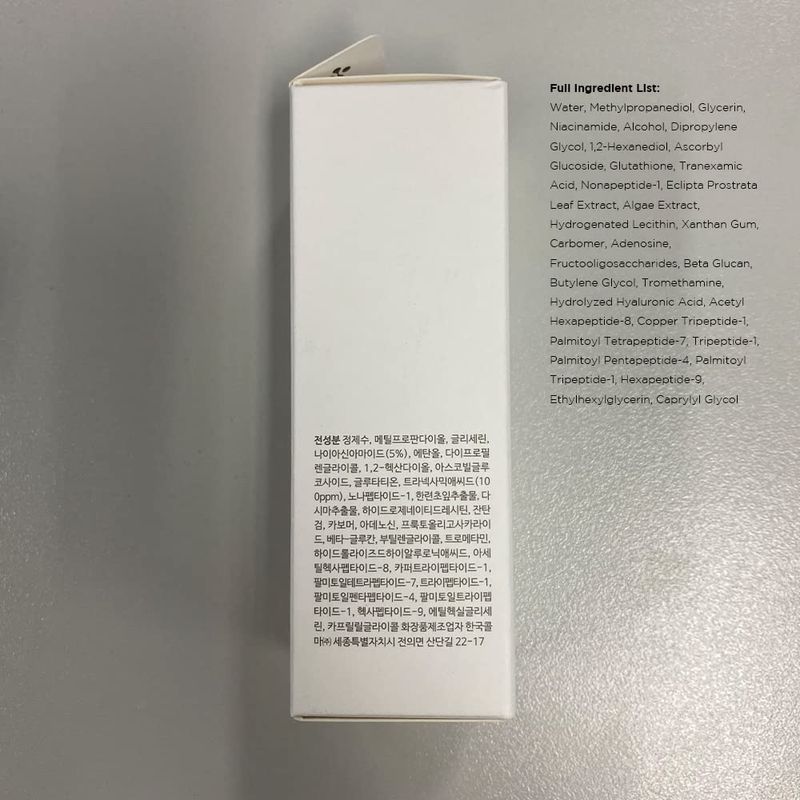 전성분 정제수, 메틸프로판다이올, 글리세린,
나이아신아마이드(5%), 에탄올, 다이프로필
렌글라이콜, 1,2-헥산다이올, 아스코빌글루
코사이드, 글루타티온, 트라넥사믹애씨드(10
0ppm), 노나펩타이드-1, 한련초잎추출물, 다
시마추출물, 하이드로제네이티드레시틴, 잔탄
검, 카보머, 아데노신, 프룩토올리고사카라이
드, 베타-글루칸, 부틸렌글라이콜, 트로메타민,
하이드롤라이즈드하이알루로닉애씨드, 아세
틸헥사펩타이드-8, 카퍼트라이펩타이드-1,
팔미토일테트라펩타이드-7, 트라이펩타이드-1,
팔미토일펜타펩타이드-4, 팔미토일트라이펩
타이드-1, 헥사펩타이드-9, 에틸헥실글리세
린, 카프릴릴글라이콜 화장품제조업자 한국콜
마㈜ 세종특별자치시 전의면 산단길 22-17
Full Ingredient List:
Water, Methylpropanediol, Glycerin,
Niacinamide, Alcohol, Dipropylene
Glycol, 1,2-Hexanediol, Ascorbyl
Glucoside, Glutathione, Tranexamic
Acid, Nonapeptide-1, Eclipta Prostrata
Leaf Extract, Algae Extract,
Hydrogenated Lecithin, Xanthan Gum,
Carbomer, Adenosine,
Fructooligosaccharides, Beta Glucan,
Butylene Glycol, Tromethamine,
Hydrolyzed Hyaluronic Acid, Acetyl
Hexapeptide-8, Copper Tripeptide-1,
Palmitoyl Tetrapeptide-7, Tripeptide-1,
Palmitoyl Pentapeptide-4, Palmitoyl
Tripeptide-1, Hexapeptide-9,
Ethylhexylglycerin, Caprylyl Glycol